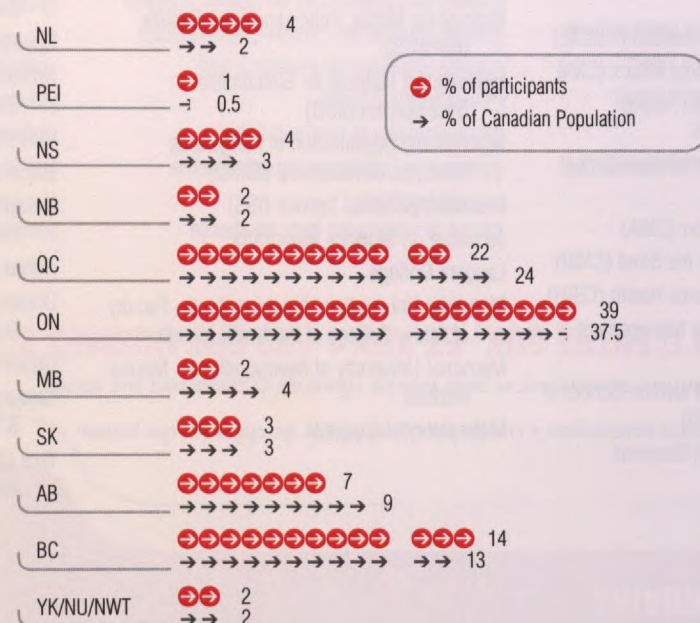 NL 4
2
PEI
0.5
NS 4
3
NB 2
2
QC 22
24
ON 39
37.5
MB 2
4
SK 3
3
AB 7
9
BC 14
13
YK/NU/NWT 2
2
% of participants
% of Canadian Population